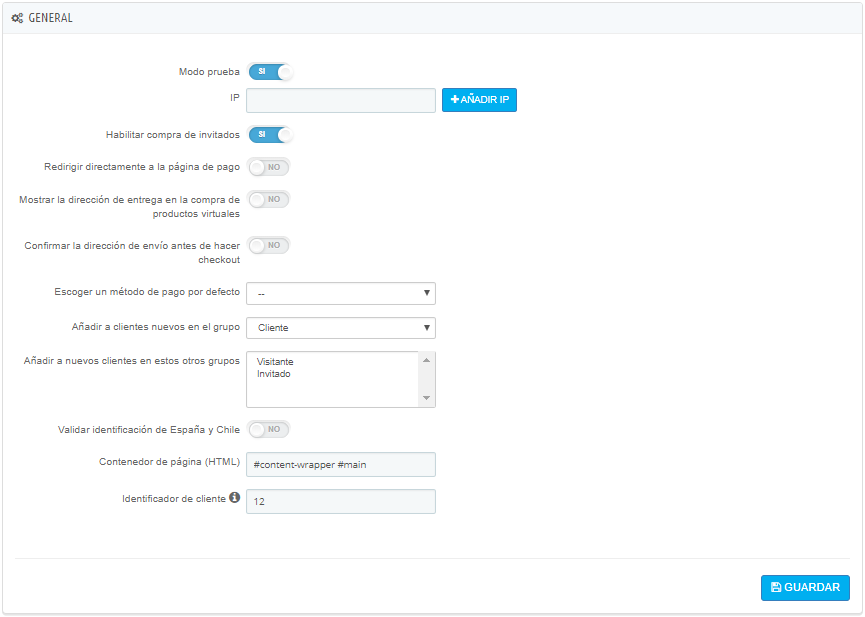 GENERAL
Modo prueba SI
IP AÑADIR IP
Habilitar compra de invitados SI
Redirigir directamente a la página de pago NO
Mostrar la dirección de entrega en la compra de NO
productos virtuales
Confirmar la dirección de envío antes de hacer NO
checkout
Escoger un método de pago por defecto --
Añadir a clientes nuevos en el grupo Cliente
Añadir a nuevos clientes en estos otros grupos Visitante
Invitado
Validar identificación de España y Chile NO
Contenedor de página (HTML) #content-wrapper #main
Identificador de cliente 12
GUARDAR